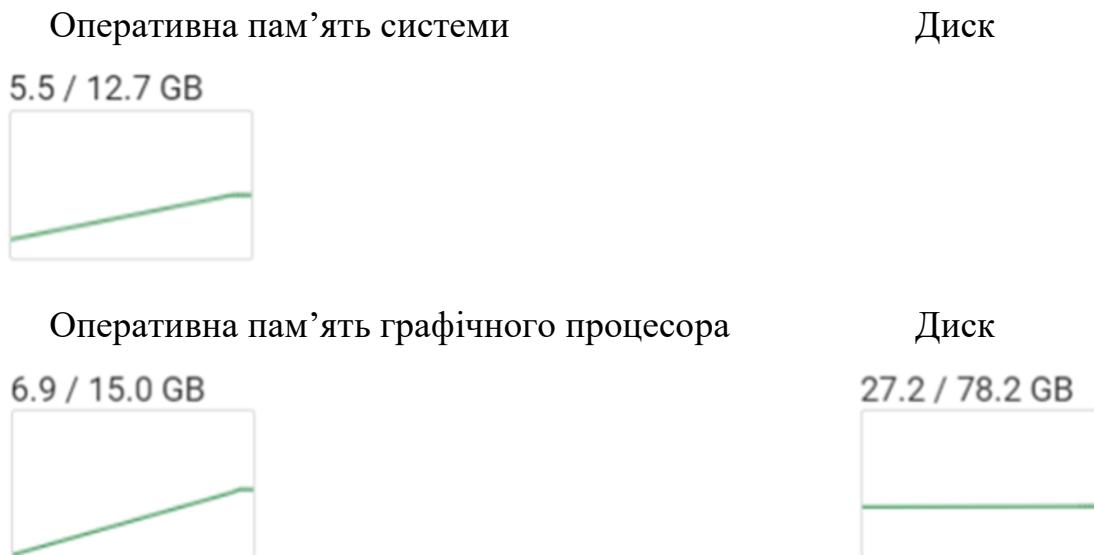 Оперативна пам’ять системи Диск
5.5 / 12.7 GB
Оперативна пам’ять графічного процесора Диск
6.9 / 15.0 GB 27.2 / 78.2 GB